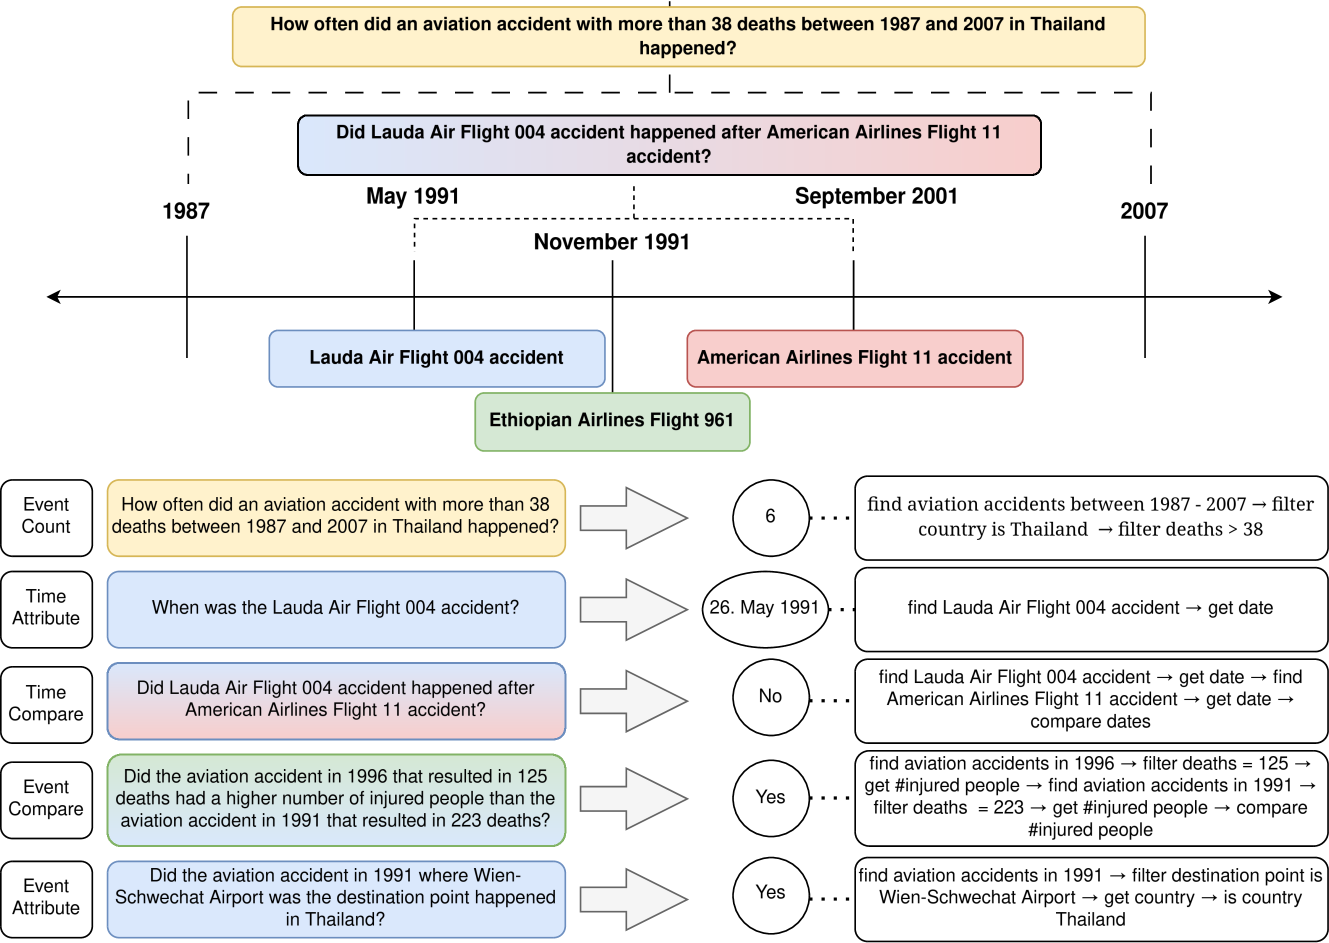 How often did an aviation accident with more than 38 deaths between 1987 and 2007 in Thailand
happened?
Did Lauda Air Flight 004 accident happened after American Airlines Flight 11
accident?
May 1991
September 2001
1987
2007
November 1991
Lauda Air Flight 004 accident
American Airlines Flight 11 accident
Ethiopian Airlines Flight 961
Event
Count
How often did an aviation accident with more than 38
deaths between 1987 and 2007 in Thailand happened?
6
find aviation accidents between 1987 - 2007 → filter
country is Thailand → filter deaths > 38
Time
Attribute
When was the Lauda Air Flight 004 accident?
26. May 1991
find Lauda Air Flight 004 accident → get date
Time
Compare
Did Lauda Air Flight 004 accident happened after
American Airlines Flight 11 accident?
No
find Lauda Air Flight 004 accident → get date → find
American Airlines Flight 11 accident → get date →
compare dates
Event
Compare
Did the aviation accident in 1996 that resulted in 125
deaths had a higher number of injured people than the
aviation accident in 1991 that resulted in 223 deaths?
Yes
find aviation accidents in 1996 → filter deaths = 125 →
get #injured people → find aviation accidents in 1991 →
filter deaths = 223 → get #injured people → compare
#injured people
Event
Attribute
Did the aviation accident in 1991 where Wien-
Schwechat Airport was the destination point happened
in Thailand?
Yes
find aviation accidents in 1991 → filter destination point is
Wien-Schwechat Airport → get country → is country
Thailand